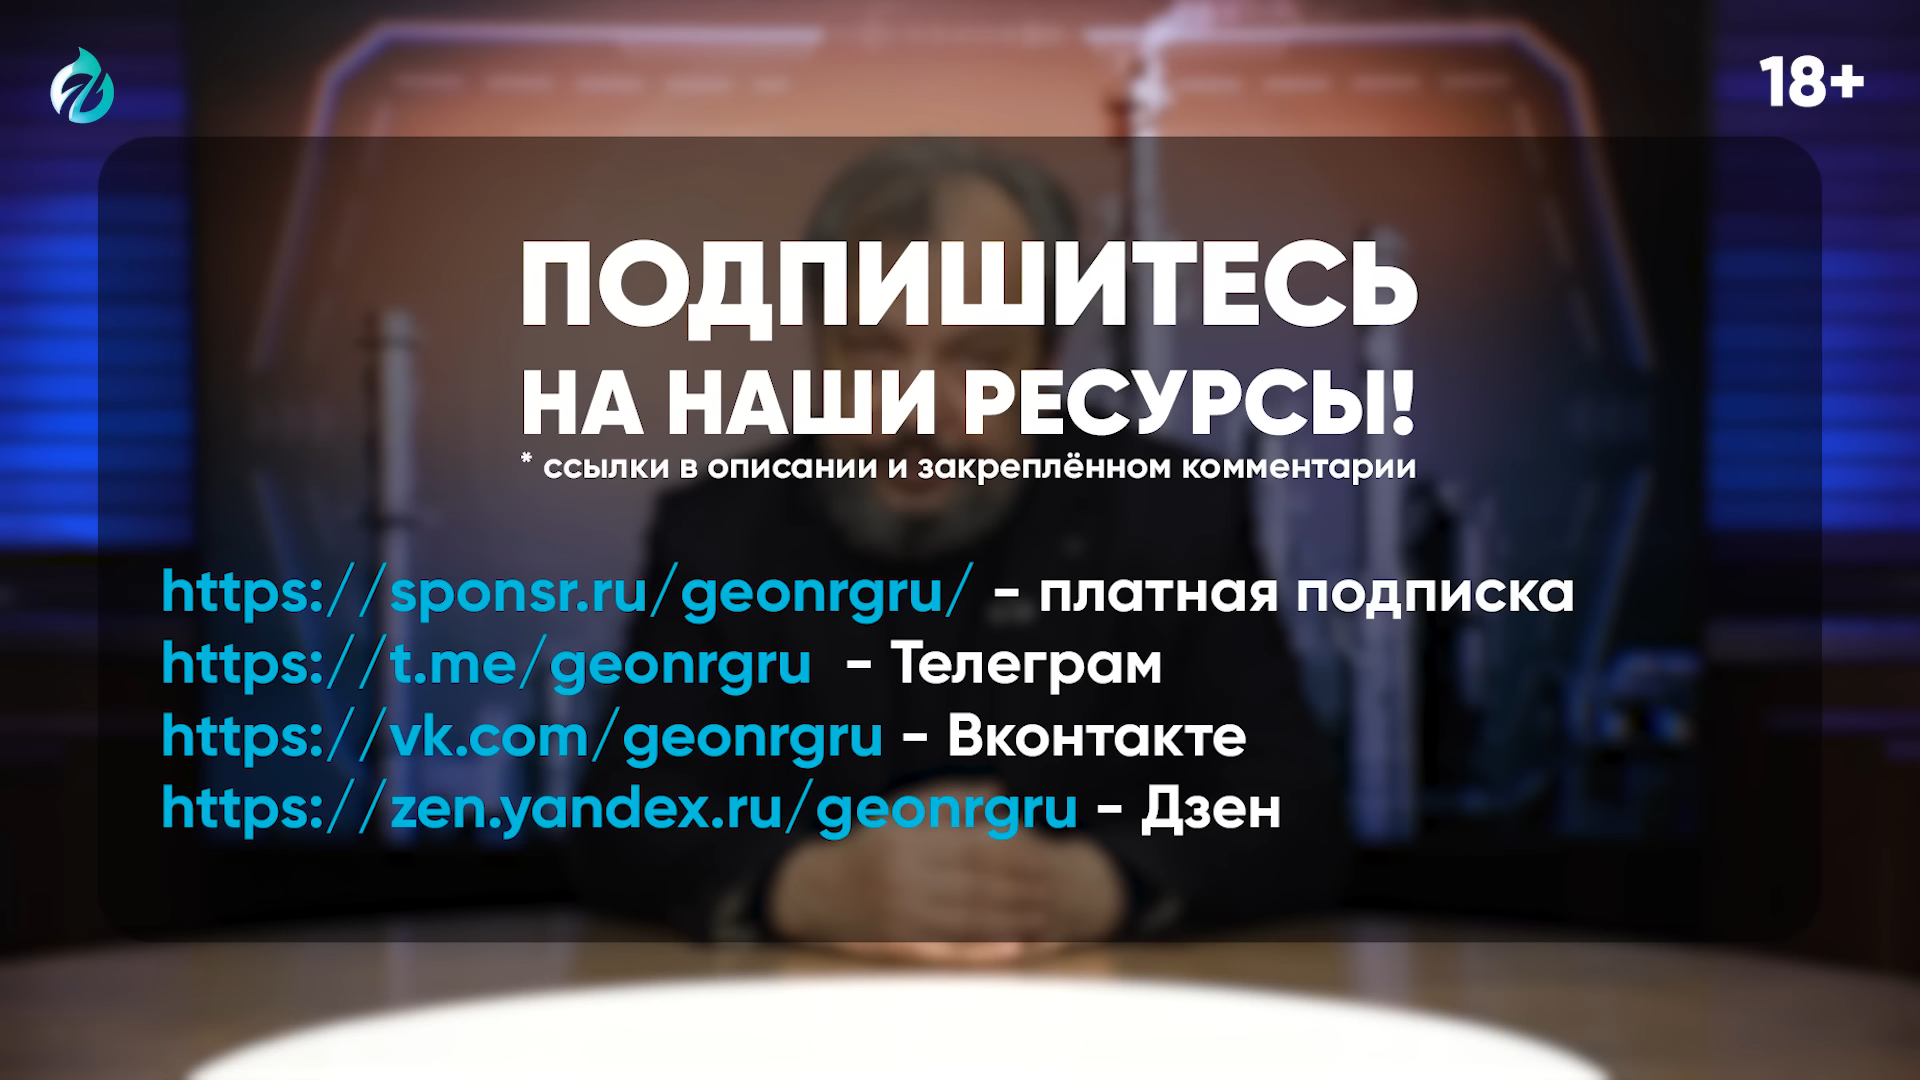 18+
ПОДПИШИТЕСЬ
НА НАШИ РЕСУРСЫ!
* ссылки в описании и закреплённом комментарии
https://sponsr.ru/geonrgru/ - платная подписка
https://t.me/geonrgru - Телеграм
https://vk.com/geonrgru - Вконтакте
https://zen.yandex.ru/geonrgru - Дзен